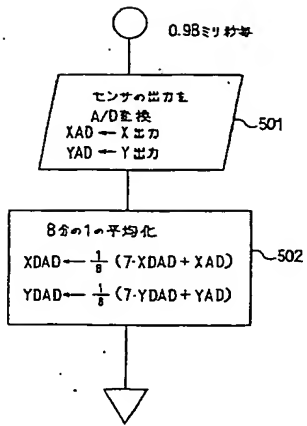 0.98ミリ秒毎
センサの出力を
A/D変換
XAD ← X出力
YAD ← Y出力
501
8分の1の平均化
XDAD ← 1/8 (7·XDAD + XAD)
YDAD ← 1/8 (7·YDAD + YAD)
502